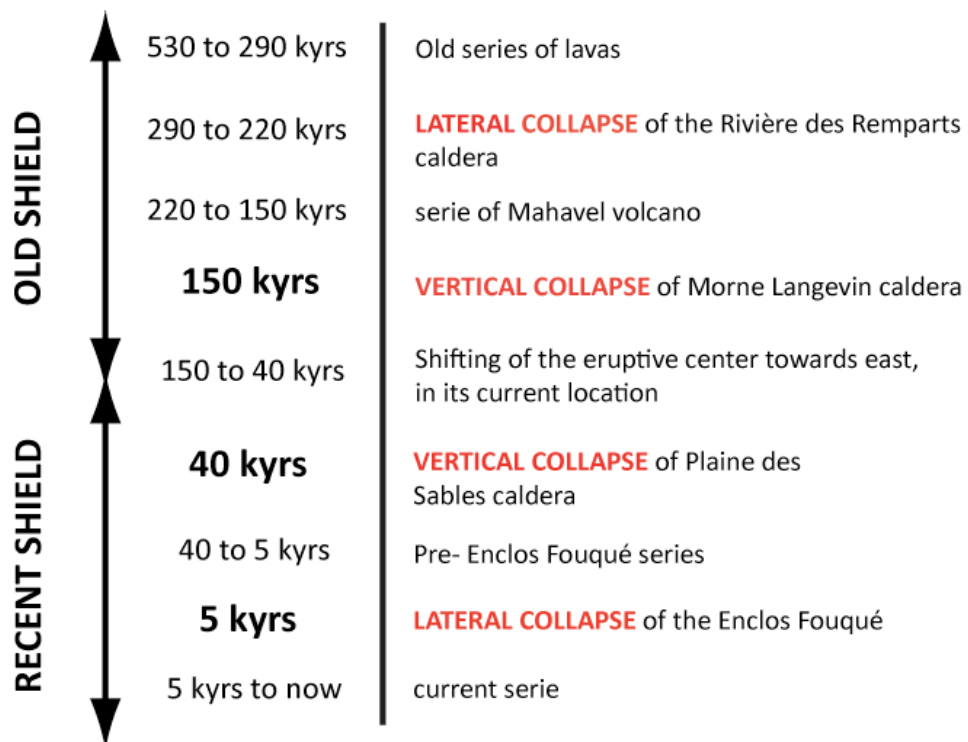 OLD SHIELD
530 to 290 kyrs
Old series of lavas
290 to 220 kyrs
LATERAL COLLAPSE of the Rivière des Remparts
caldera
220 to 150 kyrs
serie of Mahavel volcano
150 kyrs
VERTICAL COLLAPSE of Morne Langevin caldera
150 to 40 kyrs
Shifting of the eruptive center towards east,
in its current location
RECENT SHIELD
40 kyrs
VERTICAL COLLAPSE of Plaine des
Sables caldera
40 to 5 kyrs
Pre- Enclos Fouqué series
5 kyrs
LATERAL COLLAPSE of the Enclos Fouqué
5 kyrs to now
current serie